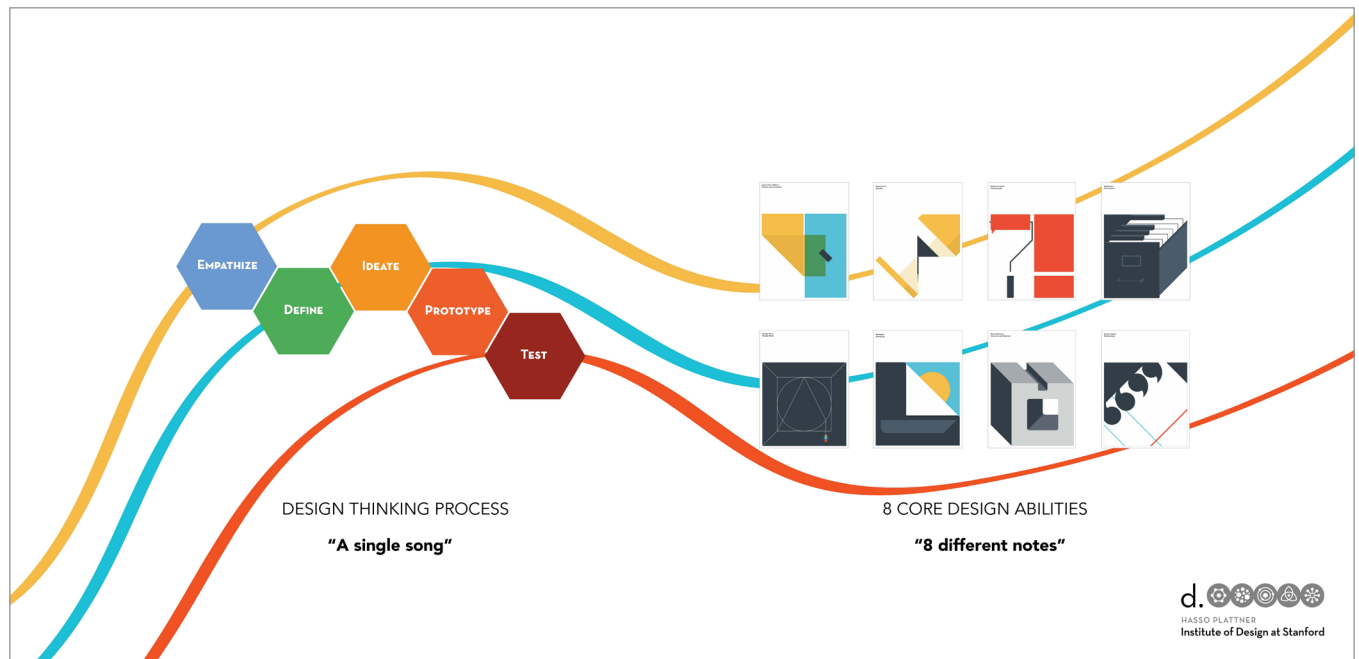 EMPATHIZE
DEFINE
IDEATE
PROTOTYPE
TEST
DESIGN THINKING PROCESS
"A single song"
8 CORE DESIGN ABILITIES
"8 different notes"
d.
HASSO PLATTNER
Institute of Design at Stanford